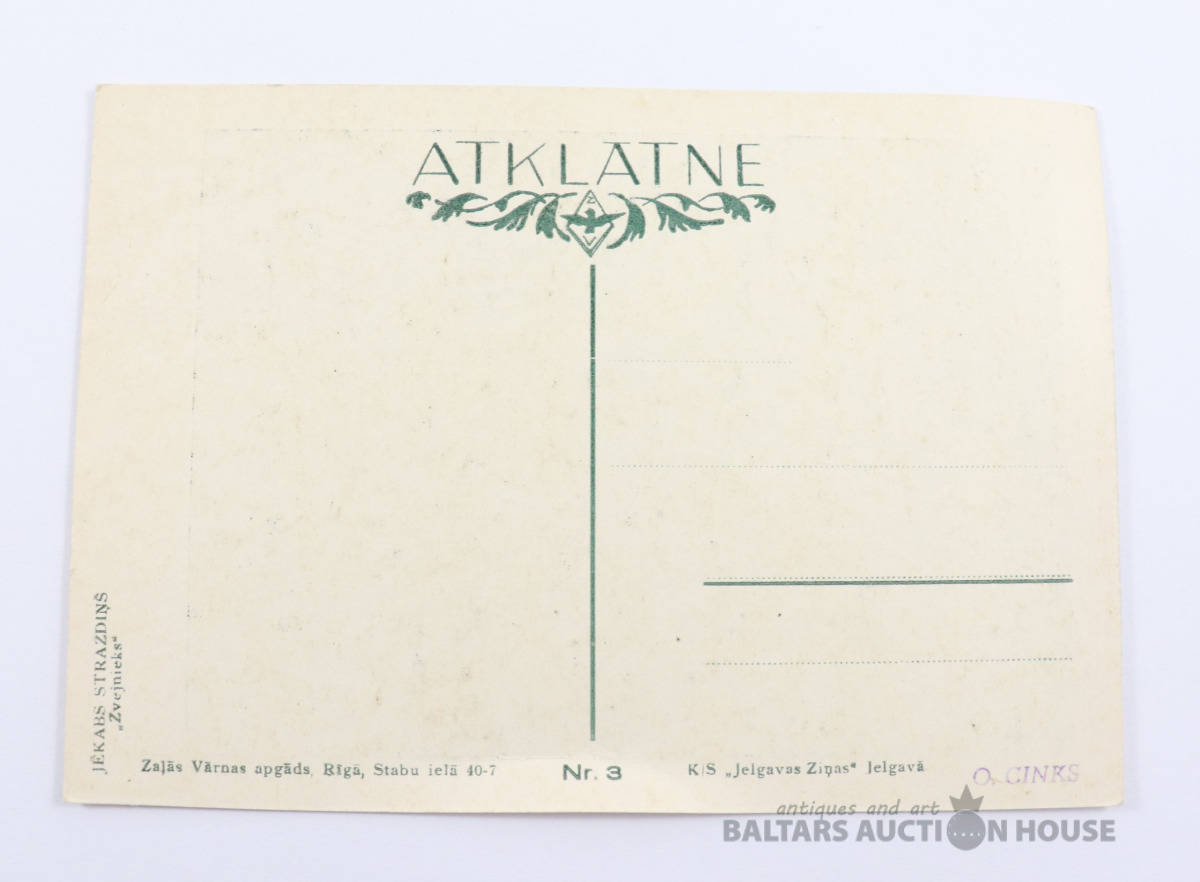 ATKLĀTNE
Z
V
JĒKABS STRAZDIŅŠ
„Zvejnieks“
Zaļās Vārnas apgāds, Rīgā, Stabu ielā 40-7
Nr. 3
K/S „Jelgavas Ziņas“ Jelgavā
O. CINKS
antiques and art
BALTARS AUCTION HOUSE